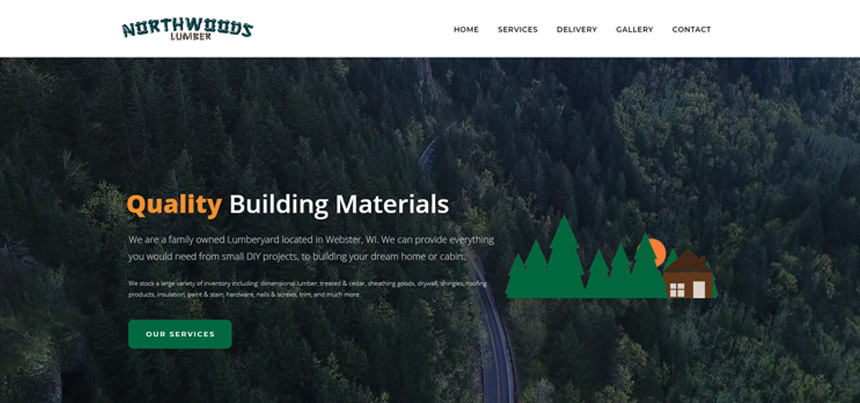 NORTHWOODS
LUMBER
HOME SERVICES DELIVERY GALLERY CONTACT
Quality Building Materials
We are a family owned Lumberyard located in Webster, WI. We can provide everything
you would need from small DIY projects, to building your dream home or cabin.
We stock a large variety of inventory including: dimensional lumber, treated & cedar, sheathing goods, drywall, shingles, roofing
products, insulation, paint & stain, hardware, nails & screws, trim, and much more.
OUR SERVICES